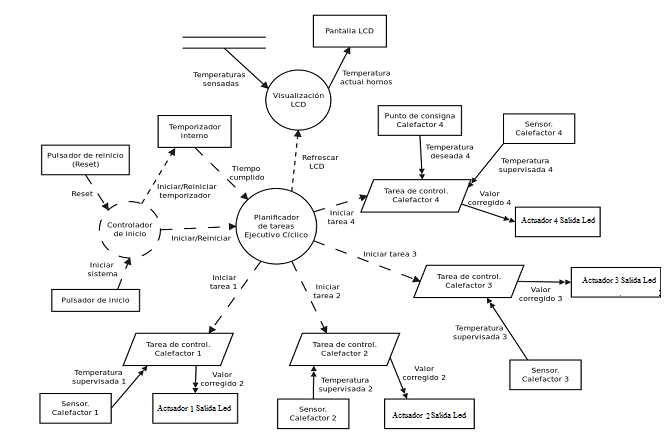 Pantalla LCD
Temperaturas
sensadas
Temperatura
actual hornos
Visualización
LCD
Punto de consigna
Calefactor 4
Sensor.
Calefactor 4
Temporizador
interno
Pulsador de reinicio
(Reset)
Temperatura
deseada 4
Refrescar
LCD
Tiempo
cumplido
Temperatura
supervisada 4
Reset
Iniciar/Reiniciar
temporizador
Tarea de control.
Calefactor 4
Valor
corregido 4
Iniciar
tarea 4
Actuador 4 Salida Led
Controlador
de inicio
Planificador
de tareas
Ejecutivo Cíclico
Iniciar/Reiniciar
Iniciar
sistema
Iniciar tarea 3
Tarea de control.
Calefactor 3
Actuador 3 Salida Led
Valor
corregido 3
Pulsador de inicio
Iniciar
tarea 1
Iniciar
tarea 2
Temperatura
supervisada 3
Tarea de control.
Calefactor 1
Tarea de control.
Calefactor 2
Sensor.
Calefactor 3
Temperatura
supervisada 1
Valor
corregido 2
Temperatura
supervisada 2
Valor
corregido 2
Sensor.
Calefactor 1
Actuador 1 Salida Led
Sensor.
Calefactor 2
Actuador 2 Salida Led